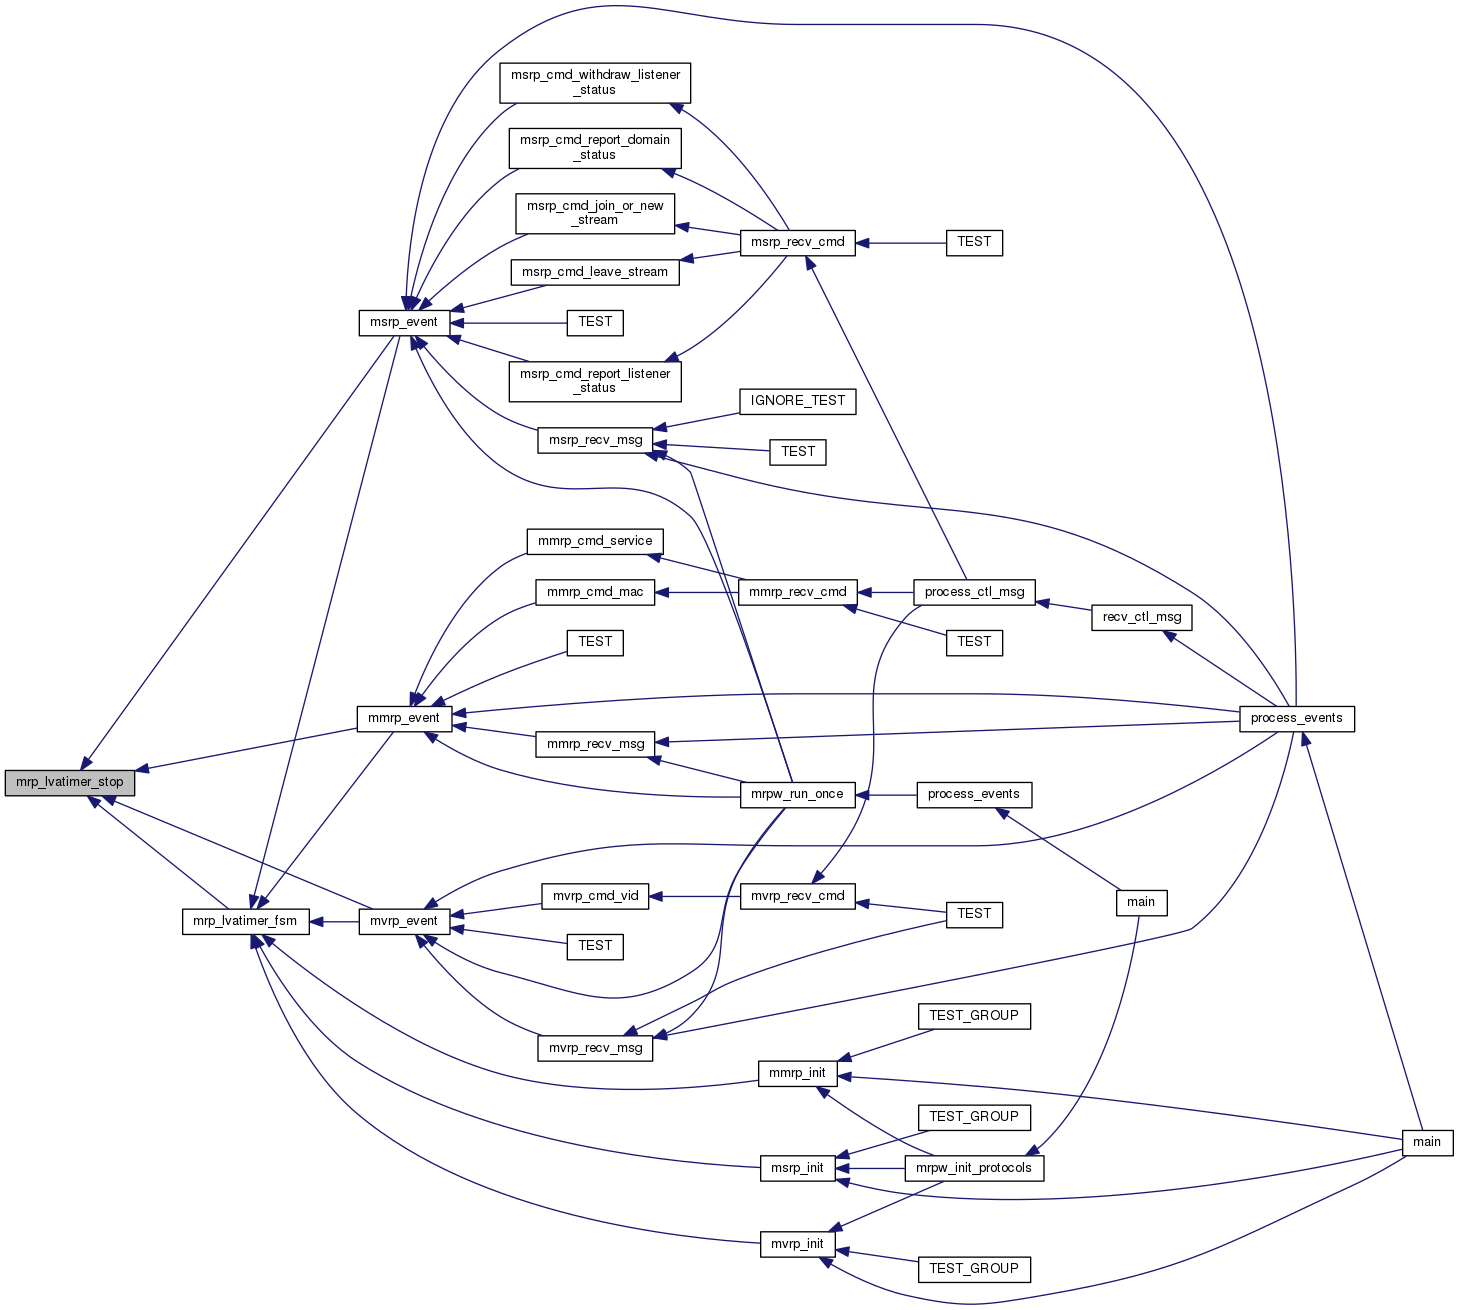 msrp_cmd_withdraw_listener
_status
msrp_cmd_report_domain
_status
msrp_cmd_join_or_new
_stream
msrp_recv_cmd
TEST
msrp_cmd_leave_stream
msrp_event
TEST
msrp_cmd_report_listener
_status
IGNORE_TEST
msrp_recv_msg
TEST
mmrp_cmd_service
mmrp_cmd_mac
mmrp_recv_cmd
process_ctl_msg
recv_ctl_msg
TEST
TEST
mmrp_event
process_events
mmrp_recv_msg
mrp_lvatimer_stop
mrpw_run_once
process_events
mvrp_cmd_vid
mvrp_recv_cmd
main
mrp_lvatimer_fsm
mvrp_event
TEST
TEST
TEST_GROUP
mvrp_recv_msg
mmrp_init
TEST_GROUP
main
msrp_init
mrpw_init_protocols
mvrp_init
TEST_GROUP